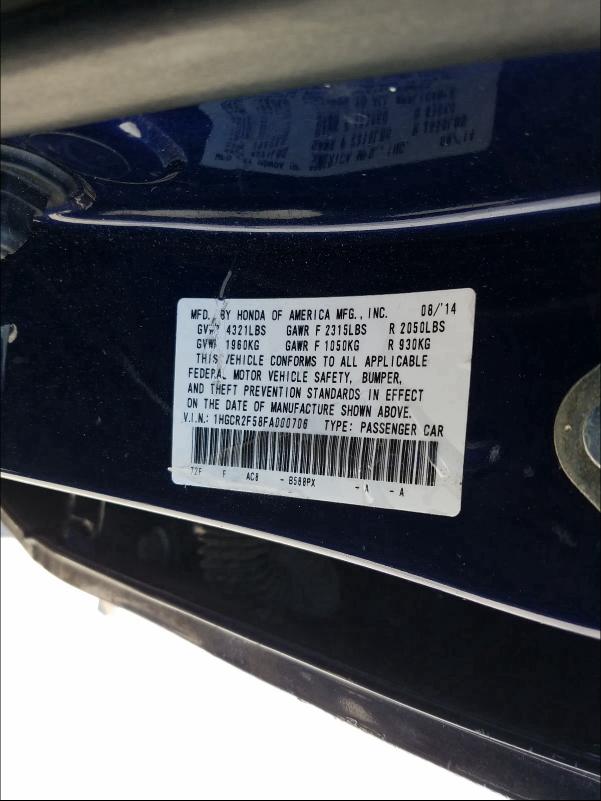 MFD. BY HONDA OF AMERICA MFG., INC. 08/'14
GVWR 4321LBS GAWR F 2315LBS R 2050LBS
GVWR 1960KG GAWR F 1050KG R 930KG
THIS VEHICLE CONFORMS TO ALL APPLICABLE
FEDERAL MOTOR VEHICLE SAFETY, BUMPER,
AND THEFT PREVENTION STANDARDS IN EFFECT
ON THE DATE OF MANUFACTURE SHOWN ABOVE.
V.I.N.: 1HGCR2F58FA000706 TYPE: PASSENGER CAR
T2F F AC8 - B588PX - A - A